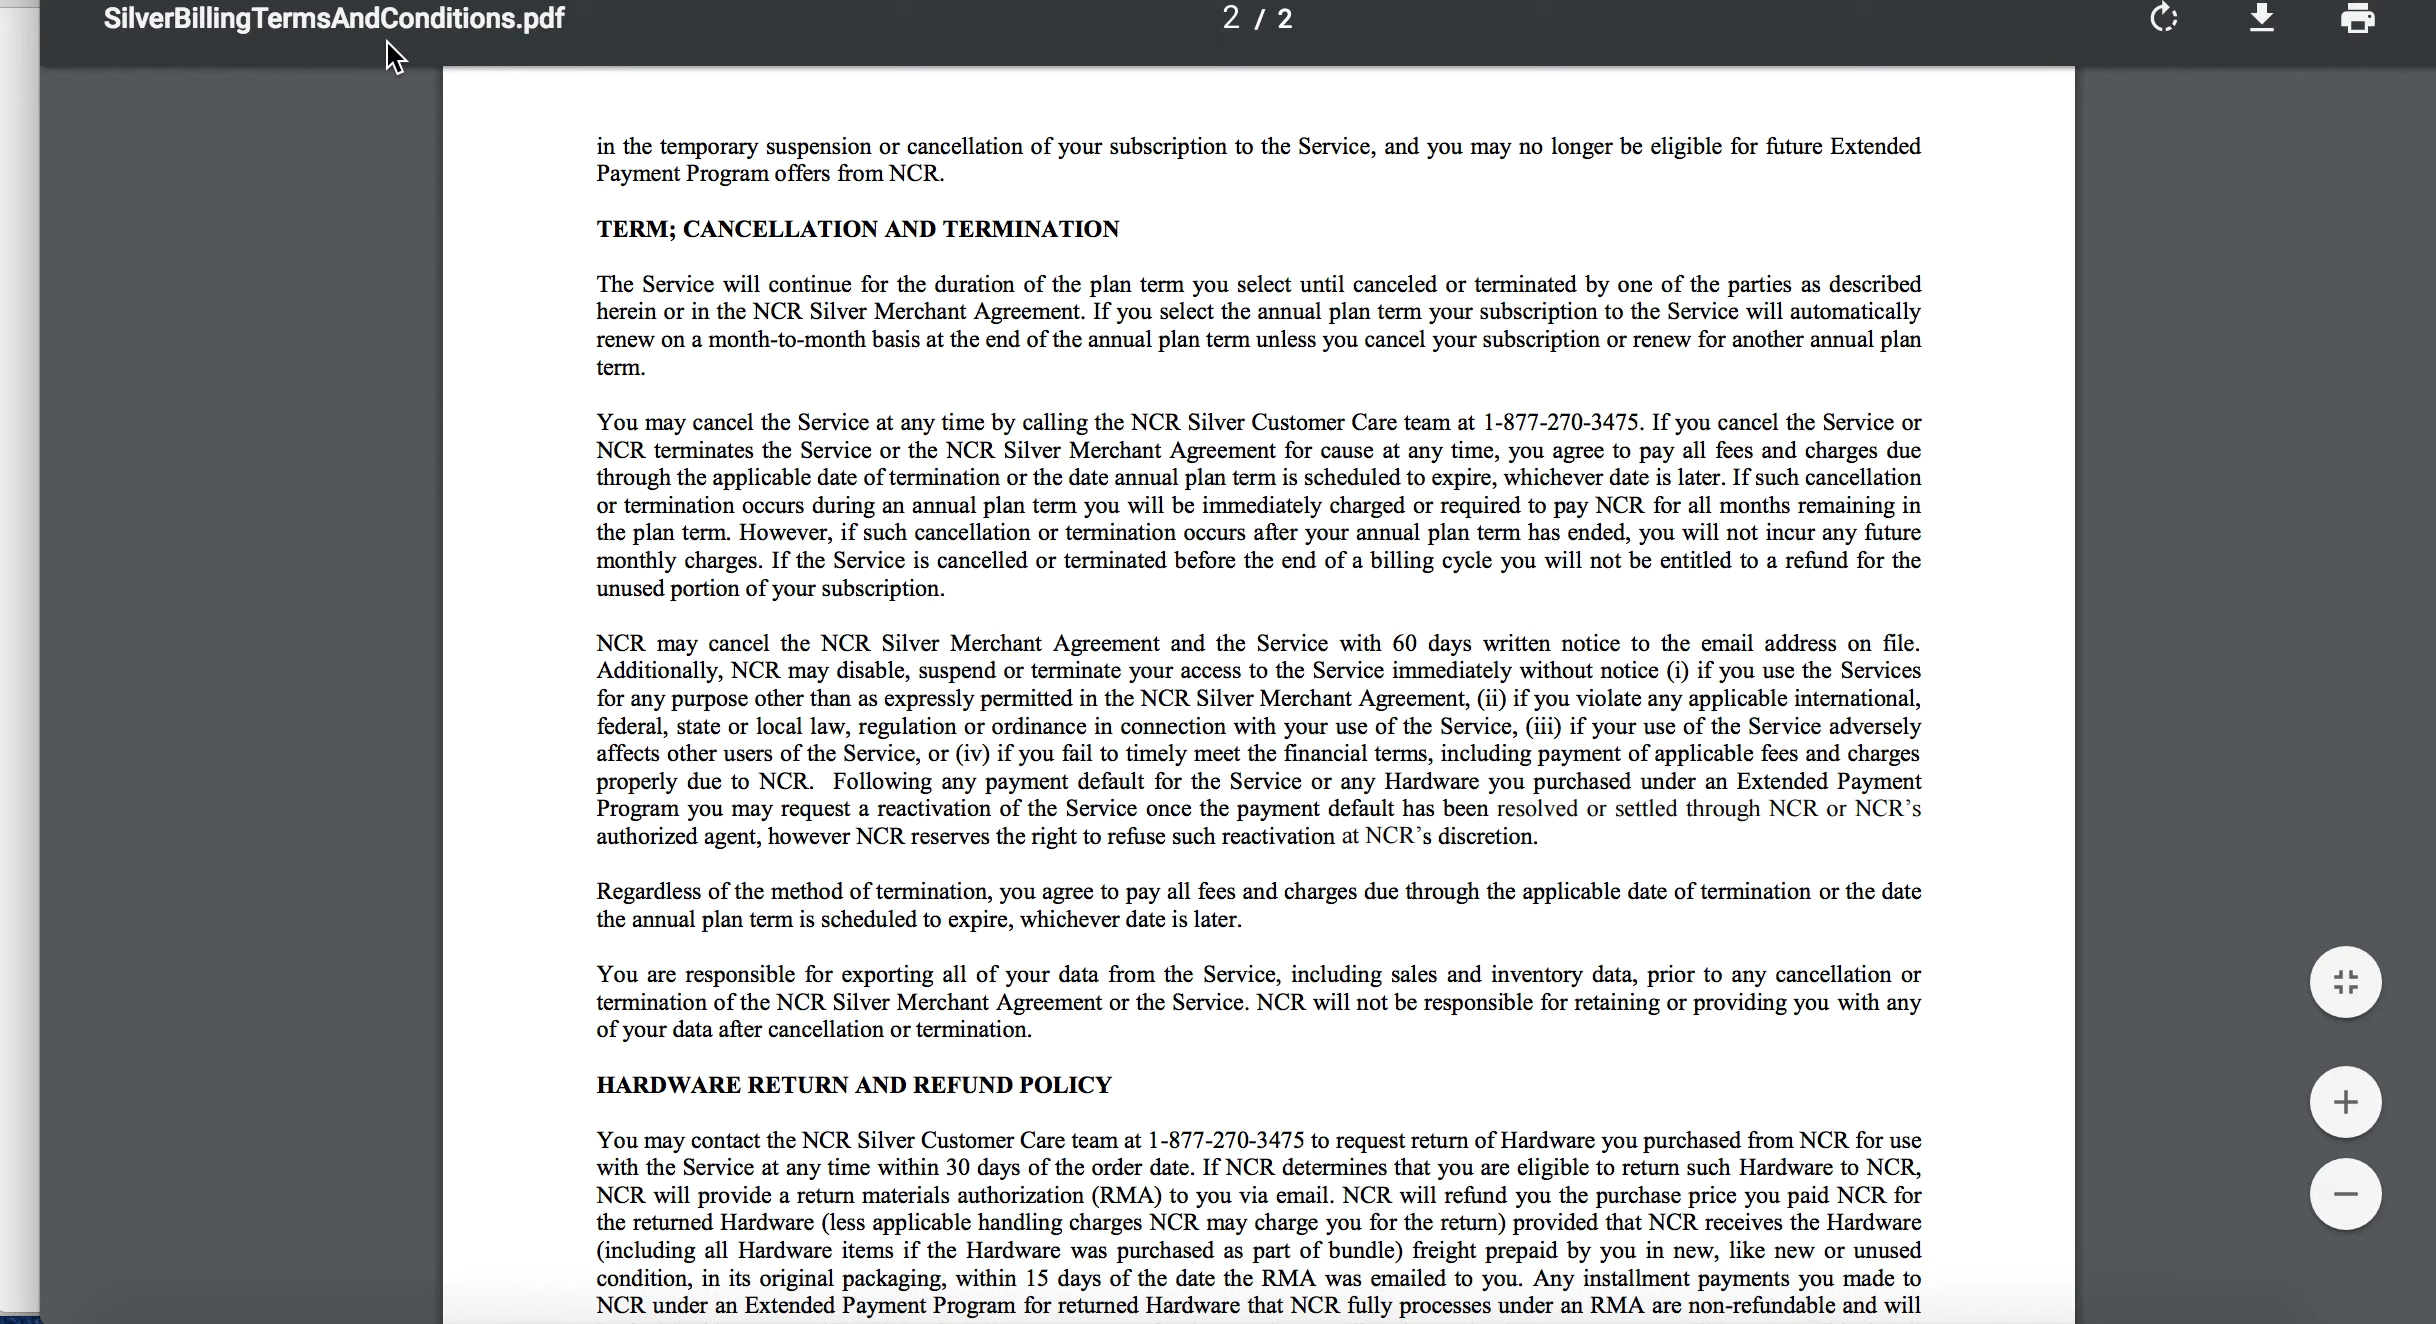 SilverBillingTermsAndConditions.pdf
2 / 2
in the temporary suspension or cancellation of your subscription to the Service, and you may no longer be eligible for future Extended
Payment Program offers from NCR.
TERM; CANCELLATION AND TERMINATION
The Service will continue for the duration of the plan term you select until canceled or terminated by one of the parties as described
herein or in the NCR Silver Merchant Agreement. If you select the annual plan term your subscription to the Service will automatically
renew on a month-to-month basis at the end of the annual plan term unless you cancel your subscription or renew for another annual plan
term.
You may cancel the Service at any time by calling the NCR Silver Customer Care team at 1-877-270-3475. If you cancel the Service or
NCR terminates the Service or the NCR Silver Merchant Agreement for cause at any time, you agree to pay all fees and charges due
through the applicable date of termination or the date annual plan term is scheduled to expire, whichever date is later. If such cancellation
or termination occurs during an annual plan term you will be immediately charged or required to pay NCR for all months remaining in
the plan term. However, if such cancellation or termination occurs after your annual plan term has ended, you will not incur any future
monthly charges. If the Service is cancelled or terminated before the end of a billing cycle you will not be entitled to a refund for the
unused portion of your subscription.
NCR may cancel the NCR Silver Merchant Agreement and the Service with 60 days written notice to the email address on file.
Additionally, NCR may disable, suspend or terminate your access to the Service immediately without notice (i) if you use the Services
for any purpose other than as expressly permitted in the NCR Silver Merchant Agreement, (ii) if you violate any applicable international,
federal, state or local law, regulation or ordinance in connection with your use of the Service, (iii) if your use of the Service adversely
affects other users of the Service, or (iv) if you fail to timely meet the financial terms, including payment of applicable fees and charges
properly due to NCR.  Following any payment default for the Service or any Hardware you purchased under an Extended Payment
Program you may request a reactivation of the Service once the payment default has been resolved or settled through NCR or NCR’s
authorized agent, however NCR reserves the right to refuse such reactivation at NCR’s discretion.
Regardless of the method of termination, you agree to pay all fees and charges due through the applicable date of termination or the date
the annual plan term is scheduled to expire, whichever date is later.
You are responsible for exporting all of your data from the Service, including sales and inventory data, prior to any cancellation or
termination of the NCR Silver Merchant Agreement or the Service. NCR will not be responsible for retaining or providing you with any
of your data after cancellation or termination.
HARDWARE RETURN AND REFUND POLICY
You may contact the NCR Silver Customer Care team at 1-877-270-3475 to request return of Hardware you purchased from NCR for use
with the Service at any time within 30 days of the order date. If NCR determines that you are eligible to return such Hardware to NCR,
NCR will provide a return materials authorization (RMA) to you via email. NCR will refund you the purchase price you paid NCR for
the returned Hardware (less applicable handling charges NCR may charge you for the return) provided that NCR receives the Hardware
(including all Hardware items if the Hardware was purchased as part of bundle) freight prepaid by you in new, like new or unused
condition, in its original packaging, within 15 days of the date the RMA was emailed to you. Any installment payments you made to
NCR under an Extended Payment Program for returned Hardware that NCR fully processes under an RMA are non-refundable and will